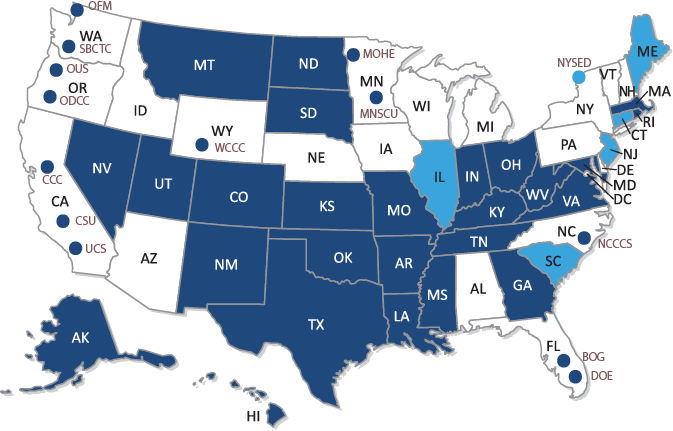 OFM
WA
SBCTC
OUS
OR
ODCC
MT
ND
MOHE
MN
MNSCU
NYSED
VT
ME
NH
MA
RI
CT
NY
WI
MI
ID
SD
WY
WCCC
IA
NE
PA
NJ
DE
MD
DC
NV
UT
CO
CCC
CA
CSU
UCS
KS
MO
IL
IN
OH
WV
VA
KY
NC
NCCCS
TN
SC
AZ
NM
OK
AR
TX
LA
MS
AL
GA
FL
BOG
DOE
AK
HI